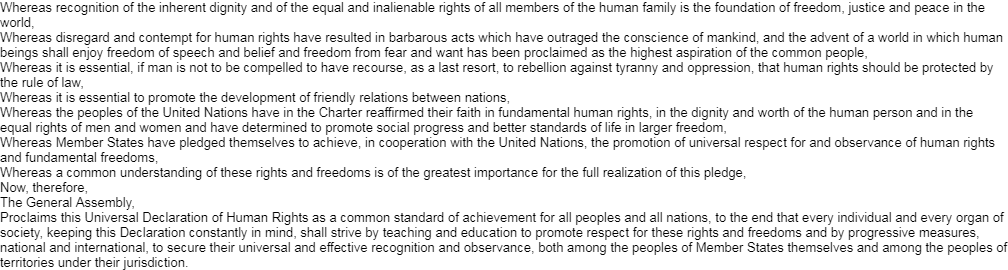 Whereas recognition of the inherent dignity and of the equal and inalienable rights of all members of the human family is the foundation of freedom, justice and peace in the
world,
Whereas disregard and contempt for human rights have resulted in barbarous acts which have outraged the conscience of mankind, and the advent of a world in which human
beings shall enjoy freedom of speech and belief and freedom from fear and want has been proclaimed as the highest aspiration of the common people,
Whereas it is essential, if man is not to be compelled to have recourse, as a last resort, to rebellion against tyranny and oppression, that human rights should be protected by
the rule of law,
Whereas it is essential to promote the development of friendly relations between nations,
Whereas the peoples of the United Nations have in the Charter reaffirmed their faith in fundamental human rights, in the dignity and worth of the human person and in the
equal rights of men and women and have determined to promote social progress and better standards of life in larger freedom,
Whereas Member States have pledged themselves to achieve, in cooperation with the United Nations, the promotion of universal respect for and observance of human rights
and fundamental freedoms,
Whereas a common understanding of these rights and freedoms is of the greatest importance for the full realization of this pledge,
Now, therefore,
The General Assembly,
Proclaims this Universal Declaration of Human Rights as a common standard of achievement for all peoples and all nations, to the end that every individual and every organ of
society, keeping this Declaration constantly in mind, shall strive by teaching and education to promote respect for these rights and freedoms and by progressive measures,
national and international, to secure their universal and effective recognition and observance, both among the peoples of Member States themselves and among the peoples of
territories under their jurisdiction.